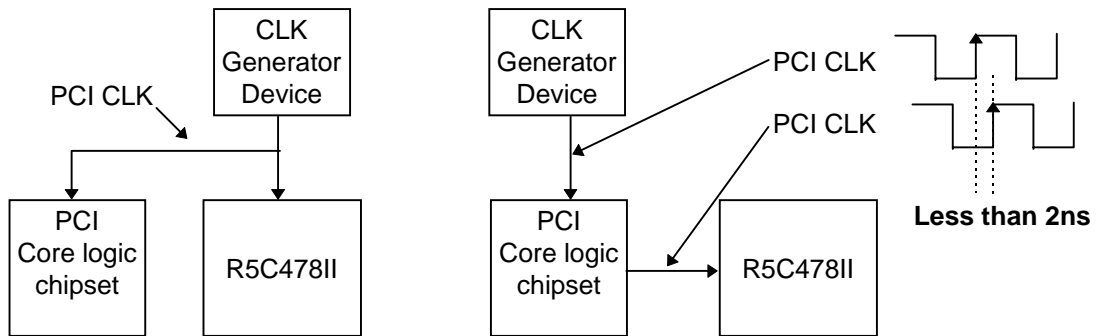 CLK
Generator
Device
PCI CLK
PCI
Core logic
chipset
R5C478II
CLK
Generator
Device
PCI CLK
PCI CLK
PCI
Core logic
chipset
R5C478II
Less than 2ns